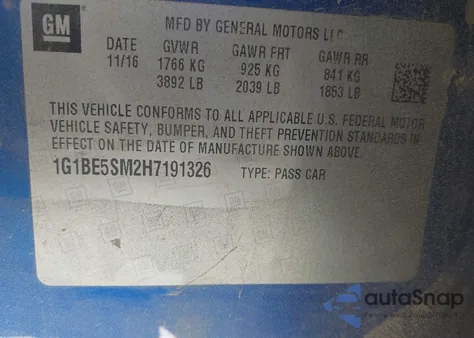 GM
MFD BY GENERAL MOTORS LLC
DATE GVWR GAWR FRT GAWR RR
11/16 1766 KG 925 KG 841 KG
3892 LB 2039 LB 1853 LB
THIS VEHICLE CONFORMS TO ALL APPLICABLE U.S. FEDERAL MOTOR
VEHICLE SAFETY, BUMPER, AND THEFT PREVENTION STANDARDS IN
EFFECT ON THE DATE OF MANUFACTURE SHOWN ABOVE.
1G1BE5SM2H7191326 TYPE: PASS CAR
autoSnap